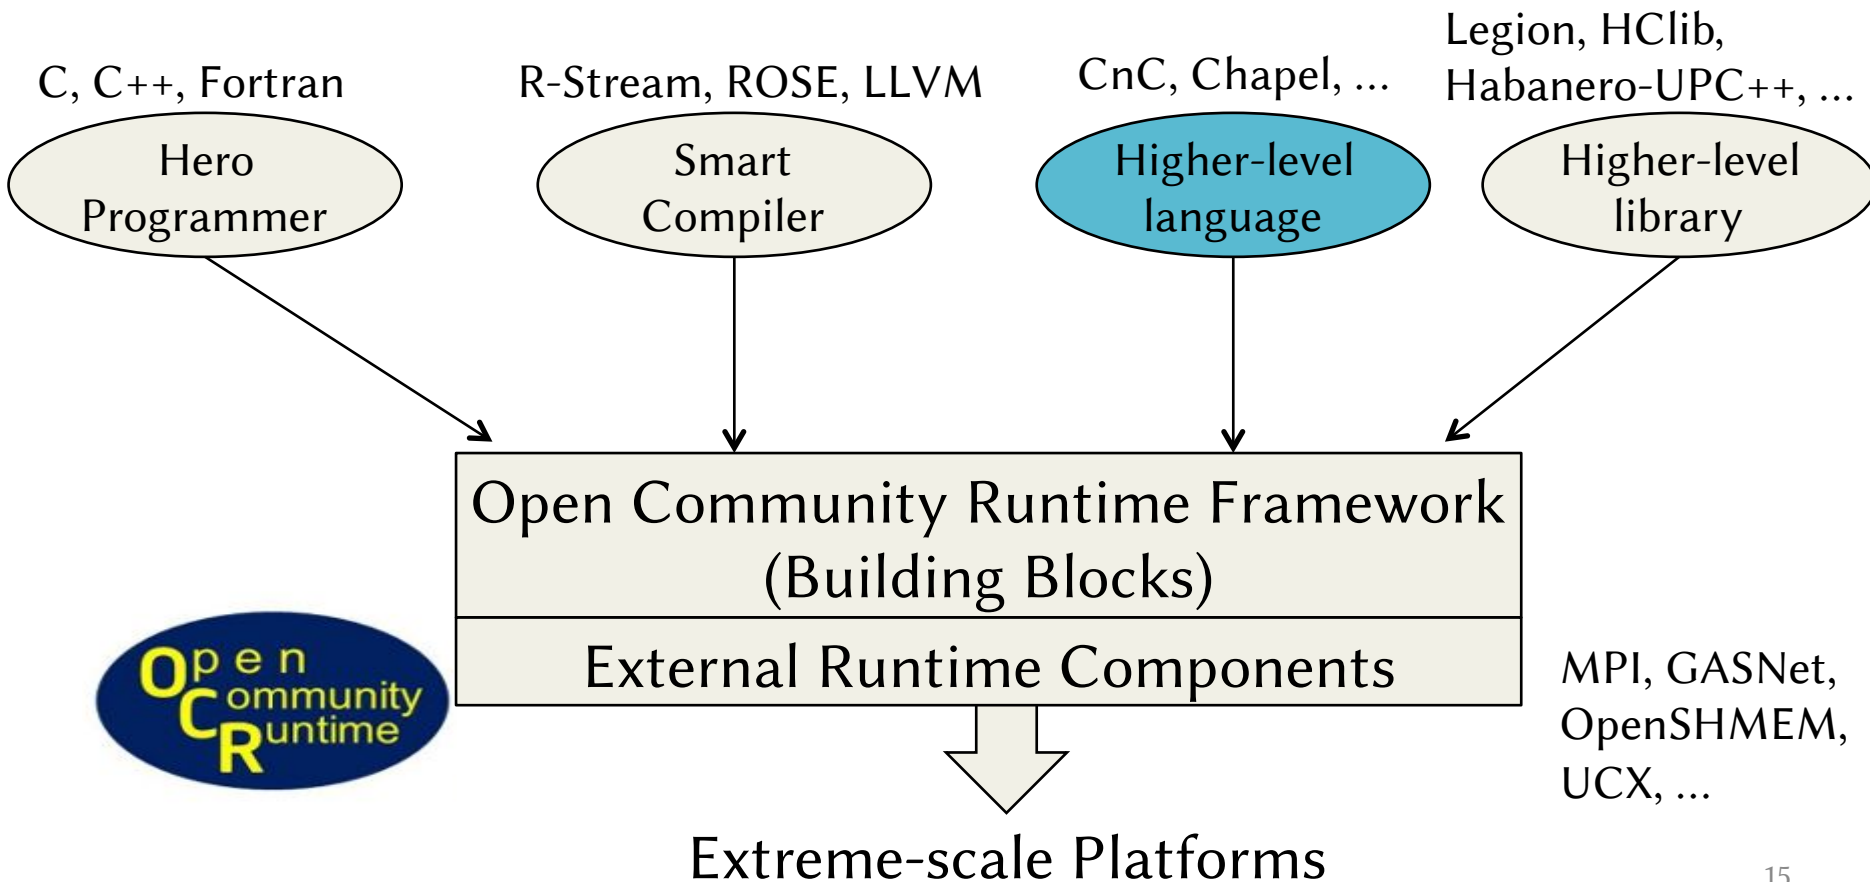 C, C++, Fortran
Hero
Programmer
R-Stream, ROSE, LLVM
Smart
Compiler
CnC, Chapel, ...
Higher-level
language
Legion, HClib,
Habanero-UPC++, ...
Higher-level
library
Open Community Runtime Framework
(Building Blocks)
External Runtime Components
Open
Community
Runtime
MPI, GASNet,
OpenSHMEM,
UCX, ...
Extreme-scale Platforms
15